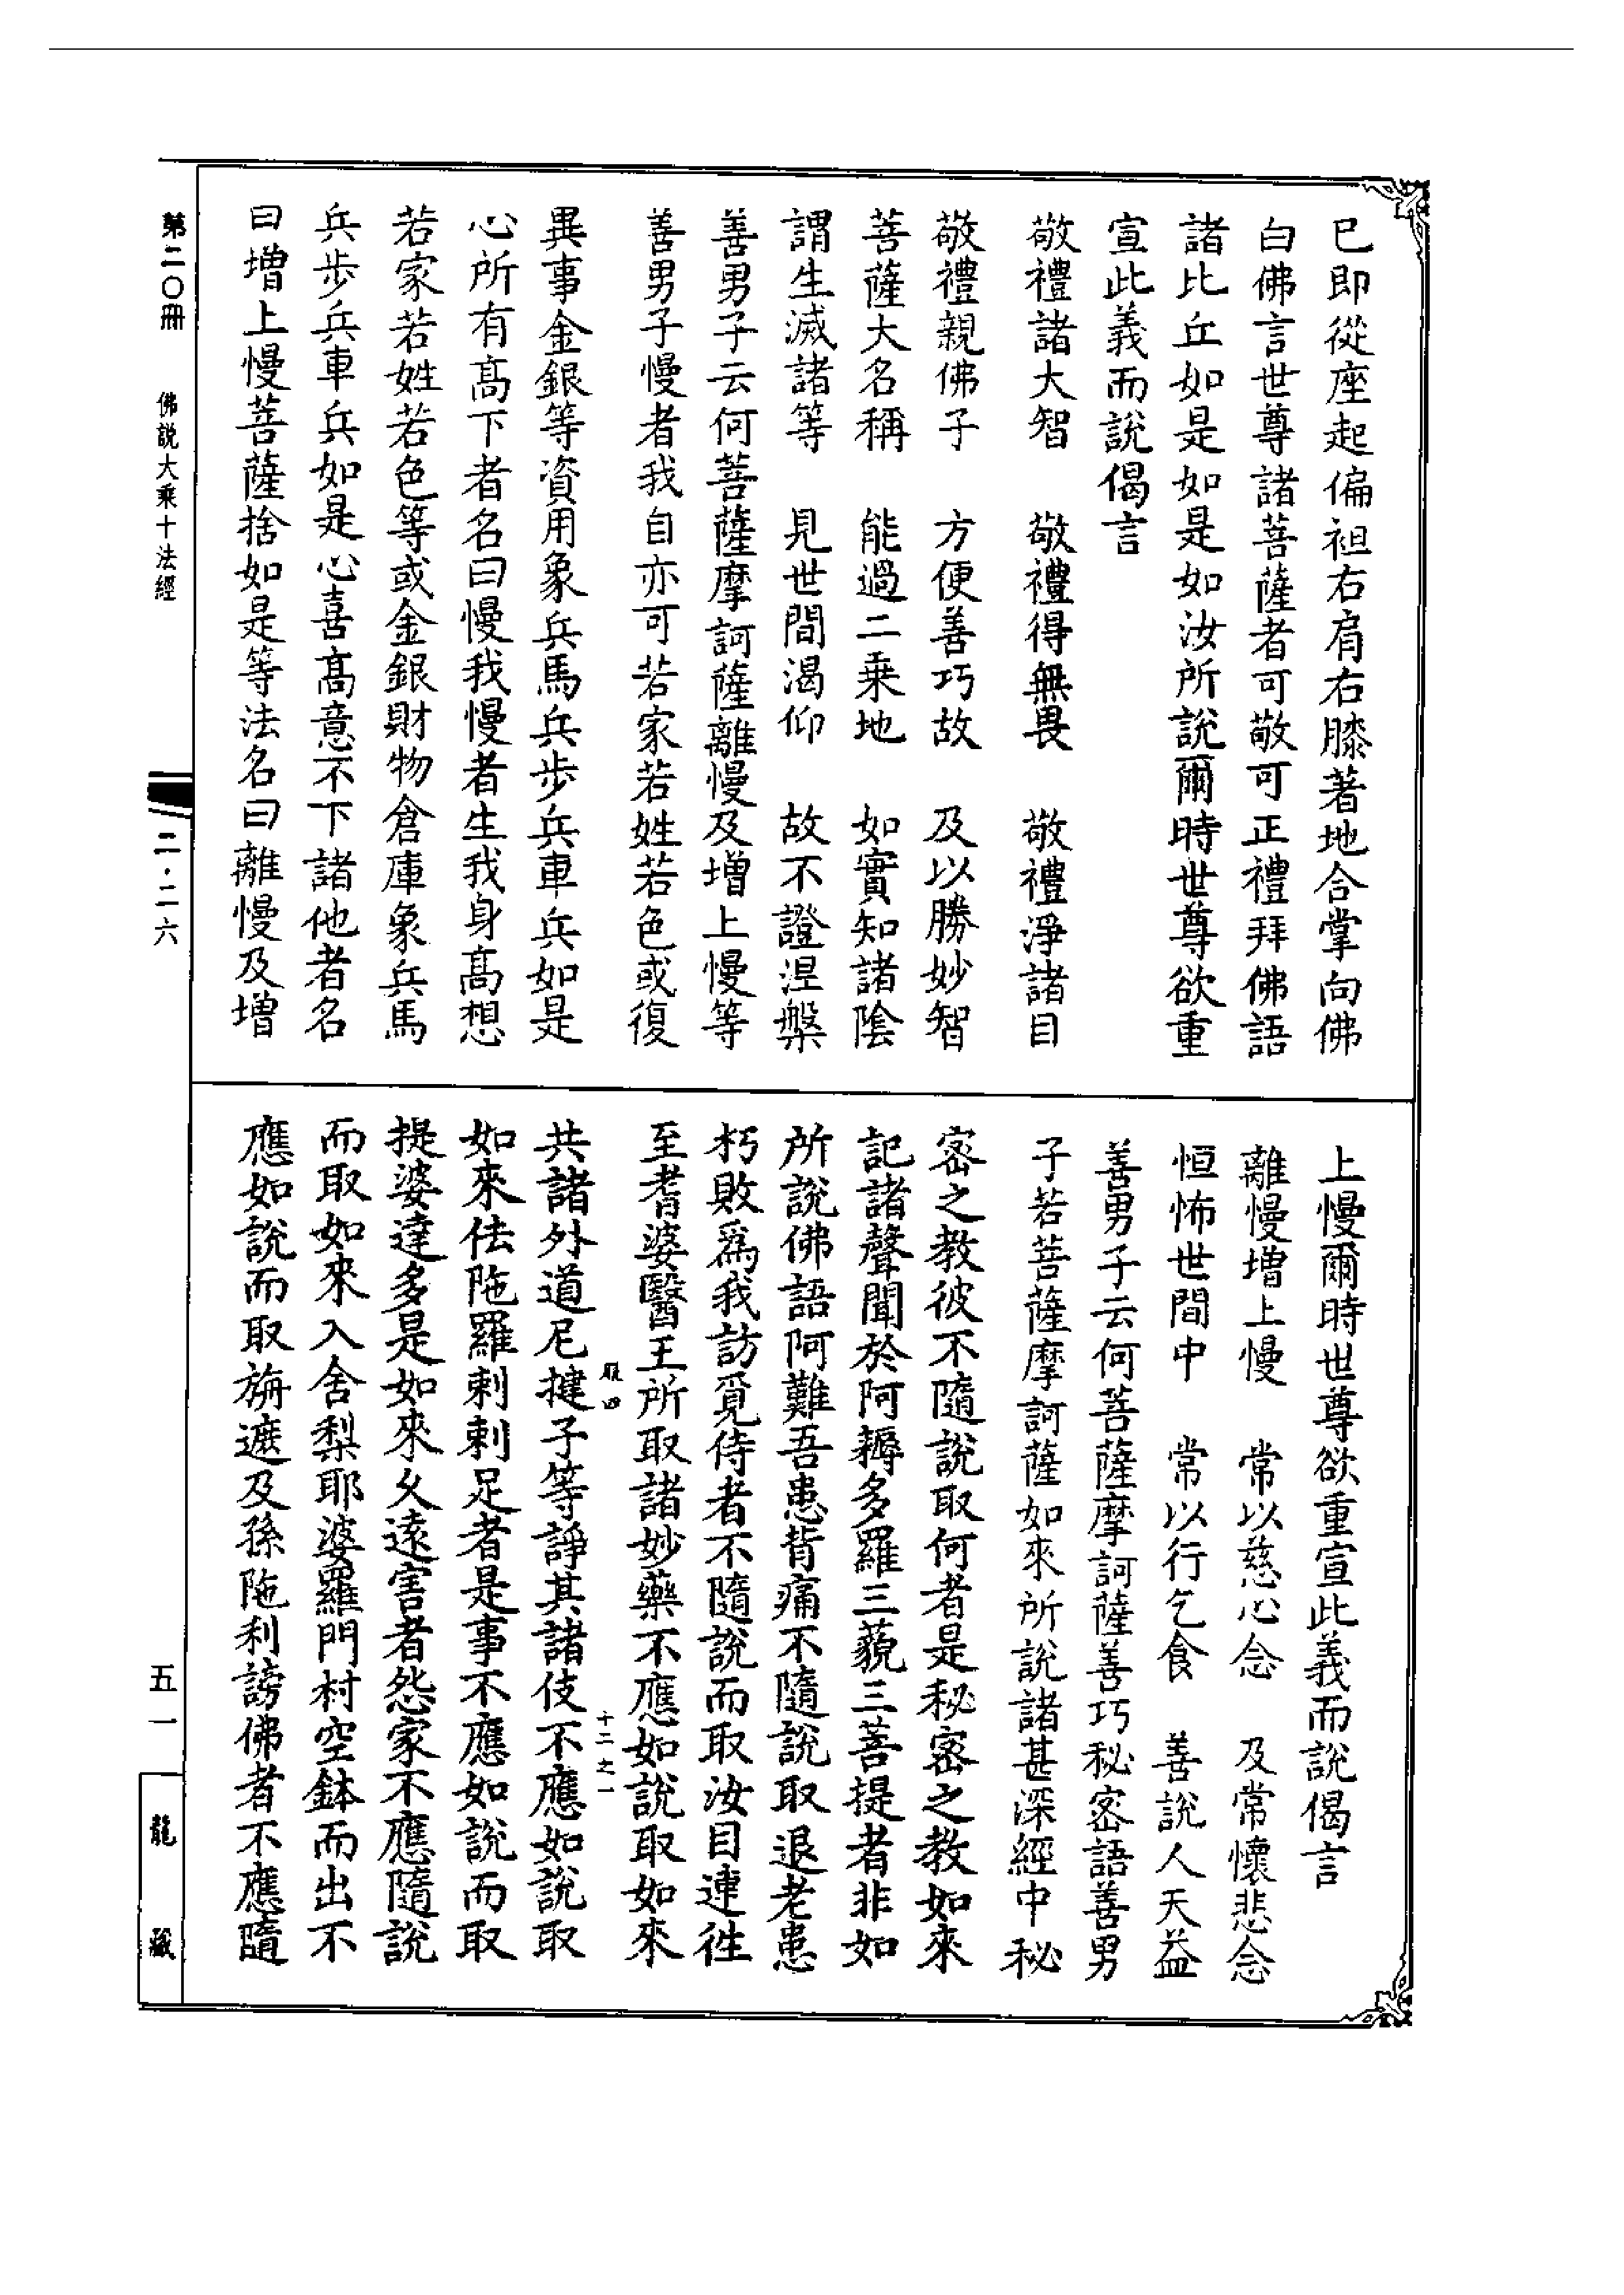 已即從座起偏袒右肩右膝著地合掌向佛
白佛言世尊諸菩薩者可敬可正禮拜佛語
諸比丘如是如是如汝所說爾時世尊欲重
宣此義而說偈言
敬禮諸大智　敬禮得無畏　敬禮淨諸目
敬禮親佛子　方便善巧故　及以勝妙智
菩薩大名稱　能過二乗地　如實知諸陰
謂生滅諸等　見世間渴仰　故不證涅槃
善男子云何菩薩摩訶薩離慢及增上慢等
善男子慢者我自亦可若家若姓若色或復
異事金銀等資用象兵馬兵步兵車兵如是
心所有高下者名曰慢我慢者生我身高想
若家若姓若色等或金銀財物倉庫象兵馬
兵步兵車兵如是心喜高意不下諸他者名
曰增上慢菩薩捨如是等法名曰離慢及增
上慢爾時世尊欲重宣此義而說偈言
離慢增上慢　常以慈心念　及常懷悲念
恒怖世間中　常以行乞食　善說人天益
善男子云何菩薩摩訶薩善巧秘密語善男
子若菩薩摩訶薩如來所說諸甚深經中秘
密之教彼不隨說取何者是秘密之教如來
記諸聲聞於阿耨多羅三藐三菩提者非如
所說佛語阿難吾患背痛不隨說取退老患
朽敗為我訪覓侍者不隨說而取汝目連徃
至耆婆醫王所取諸妙藥不應如說取如來
共諸外道尼揵子等諍其諸伎不應如說取
如來佉陁羅刺刺足者是事不應如說而取
提婆達多是如來久遠害者怨家不應隨說
而取如來入舍梨耶婆羅門村空鉢而出不
應如說而取旃遮及孫陁利謗佛者不應隨
十二之一
第二〇冊
佛說大乘十法經
二·二六
五一
龍藏